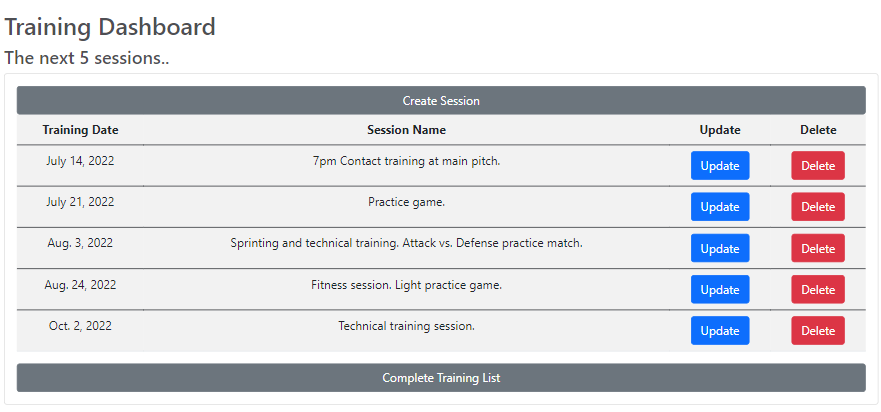 Training Dashboard
The next 5 sessions..
Create Session
Training Date Session Name Update Delete
July 14, 2022 7pm Contact training at main pitch. Update Delete
July 21, 2022 Practice game. Update Delete
Aug. 3, 2022 Sprinting and technical training. Attack vs. Defense practice match. Update Delete
Aug. 24, 2022 Fitness session. Light practice game. Update Delete
Oct. 2, 2022 Technical training session. Update Delete
Complete Training List